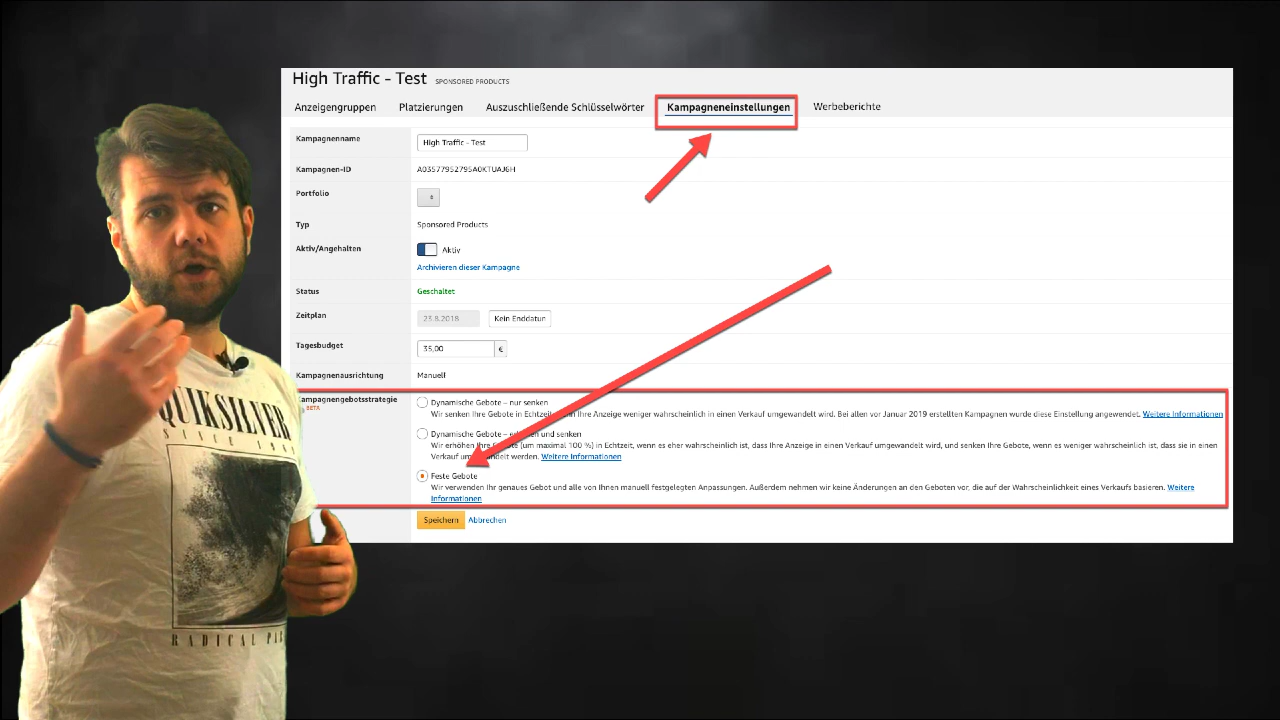 High Traffic - Test SPONSORED PRODUCTS
Anzeigengruppen Platzierungen Auszuschließende Schlüsselwörter Kampagneneinstellungen Werbeberichte
Kampagnenname High Traffic - Test
Kampagnen-ID A03577952795A0KTUAJ6H
Portfolio
Typ Sponsored Products
Aktiv/Angehalten Aktiv
Archivieren dieser Kampagne
Status Geschaltet
Zeitplan 23.8.2018 Kein Enddatun
Tagesbudget 35,00 €
Kampagnenausrichtung Manuell
ampagnengebotsstrategie Dynamische Gebote – nur senken
BETA
Wir senken Ihre Gebote in Echtzeit, Ihre Anzeige weniger wahrscheinlich in einen Verkauf umgewandelt wird. Bei allen vor Januar 2019 erstellten Kampagnen wurde diese Einstellung angewendet. Weitere Informationen
Dynamische Gebote – und senken
Wir erhöhen Ihre Gebote (um maximal 100 %) in Echtzeit, wenn es eher wahrscheinlich ist, dass Ihre Anzeige in einen Verkauf umgewandelt wird, und senken Ihre Gebote, wenn es weniger wahrscheinlich ist, dass sie in einen
Verkauf umgewandelt werden. Weitere Informationen
Feste Gebote
Wir verwenden Ihr genaues Gebot und alle von Ihnen manuell festgelegten Anpassungen. Außerdem nehmen wir keine Änderungen an den Geboten vor, die auf der Wahrscheinlichkeit eines Verkaufs basieren. Weitere
Informationen
Speichern Abbrechen
QUIKSILVER
SINCE
RADICAL